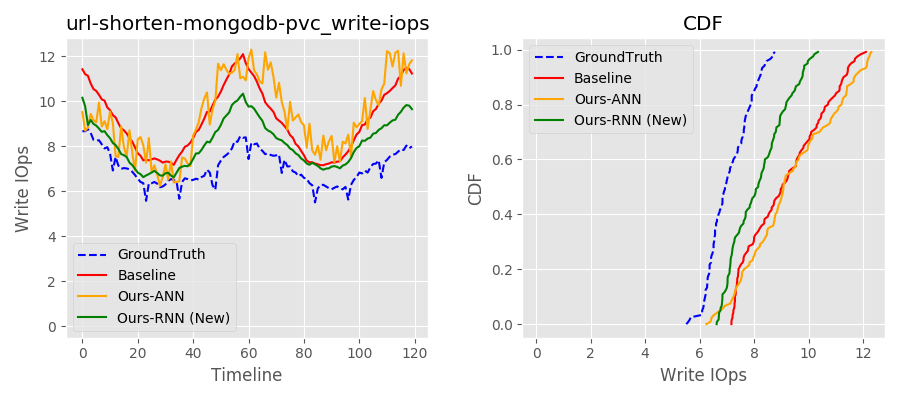 url-shorten-mongodb-pvc_write-iops
Write IOps
12
10
8
6
4
2
0
GroundTruth
Baseline
Ours-ANN
Ours-RNN (New)
0 20 40 60 80 100 120
Timeline
CDF
CDF
1.0
0.8
0.6
0.4
0.2
0.0
GroundTruth
Baseline
Ours-ANN
Ours-RNN (New)
0 2 4 6 8 10 12
Write IOps